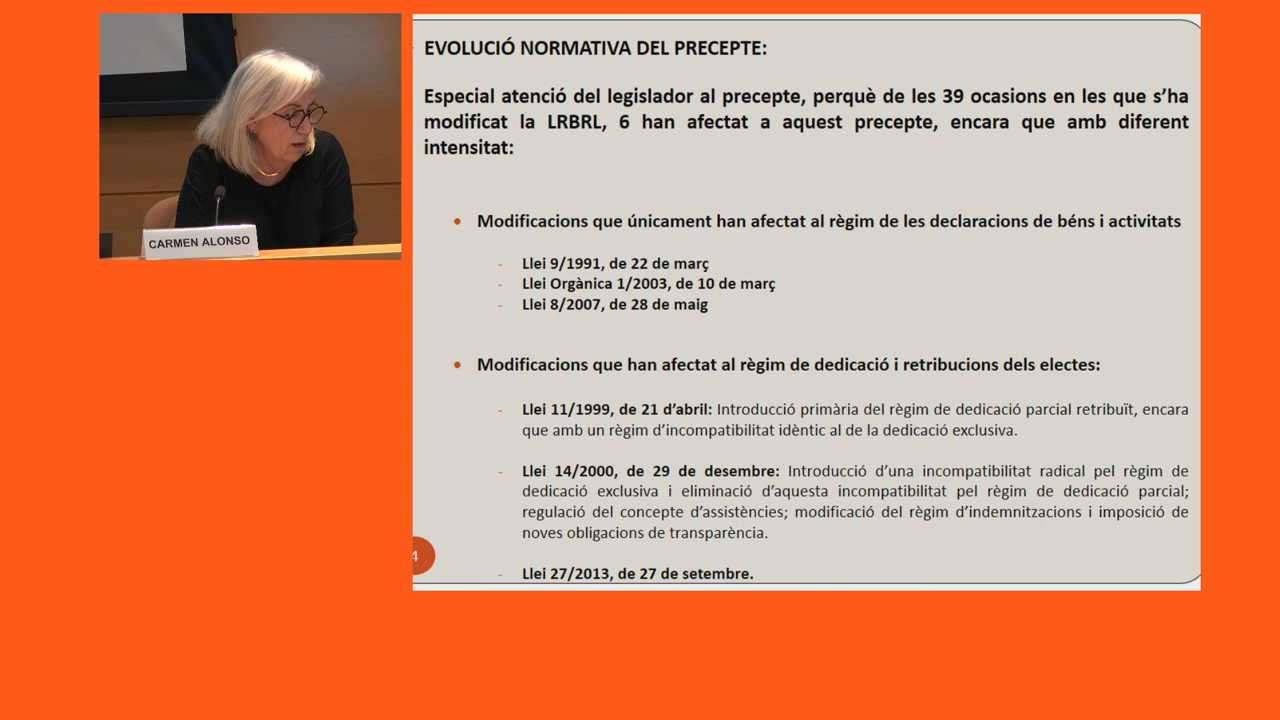 CARMEN ALONSO
EVOLUCIÓ NORMATIVA DEL PRECEPTE:
Especial atenció del legislador al precepte, perquè de les 39 ocasions en les que s’ha
modificat la LRBRL, 6 han afectat a aquest precepte, encara que amb diferent
intensitat:
• Modificacions que únicament han afectat al règim de les declaracions de béns i activitats
- Llei 9/1991, de 22 de març
- Llei Orgànica 1/2003, de 10 de març
- Llei 8/2007, de 28 de maig
• Modificacions que han afectat al règim de dedicació i retribucions dels electes:
- Llei 11/1999, de 21 d’abril: Introducció primària del règim de dedicació parcial retribuït, encara
que amb un règim d’incompatibilitat idèntic al de la dedicació exclusiva.
- Llei 14/2000, de 29 de desembre: Introducció d’una incompatibilitat radical pel règim de
dedicació exclusiva i eliminació d’aquesta incompatibilitat pel règim de dedicació parcial;
regulació del concepte d’assistències; modificació del règim d’indemnitzacions i imposició de
noves obligacions de transparència.
- Llei 27/2013, de 27 de setembre.
4